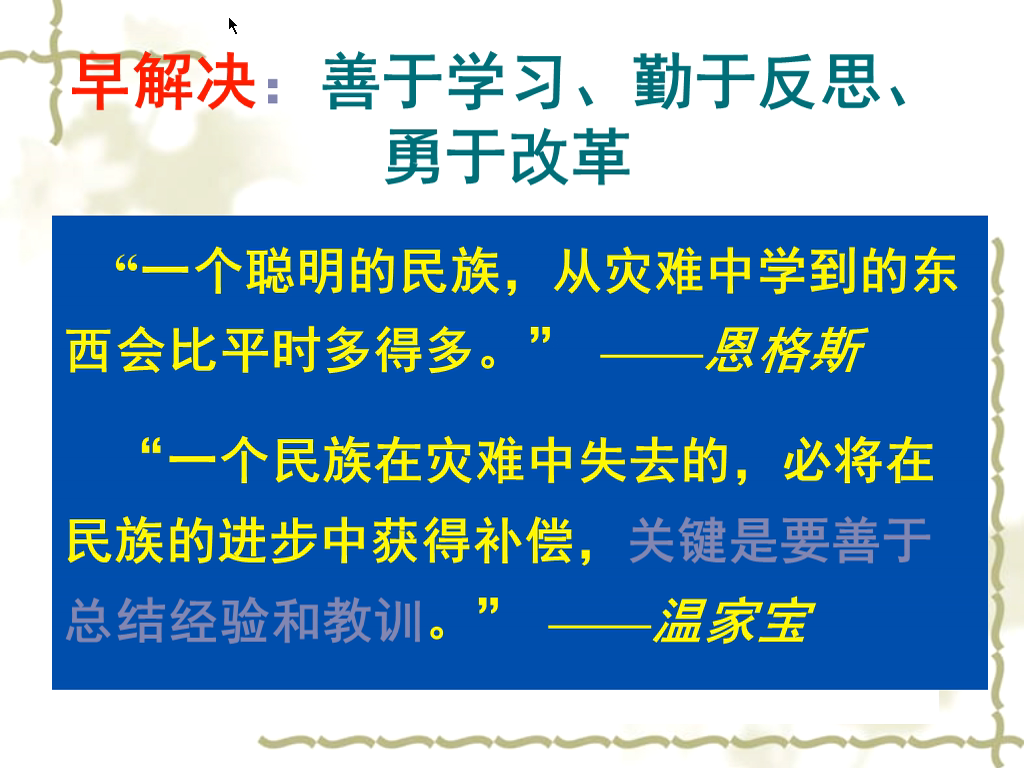 早解决：善于学习、勤于反思、
勇于改革
“一个聪明的民族，从灾难中学到的东
西会比平时多得多。” ——恩格斯
“一个民族在灾难中失去的，必将在
民族的进步中获得补偿，关键是要善于
总结经验和教训。” ——温家宝